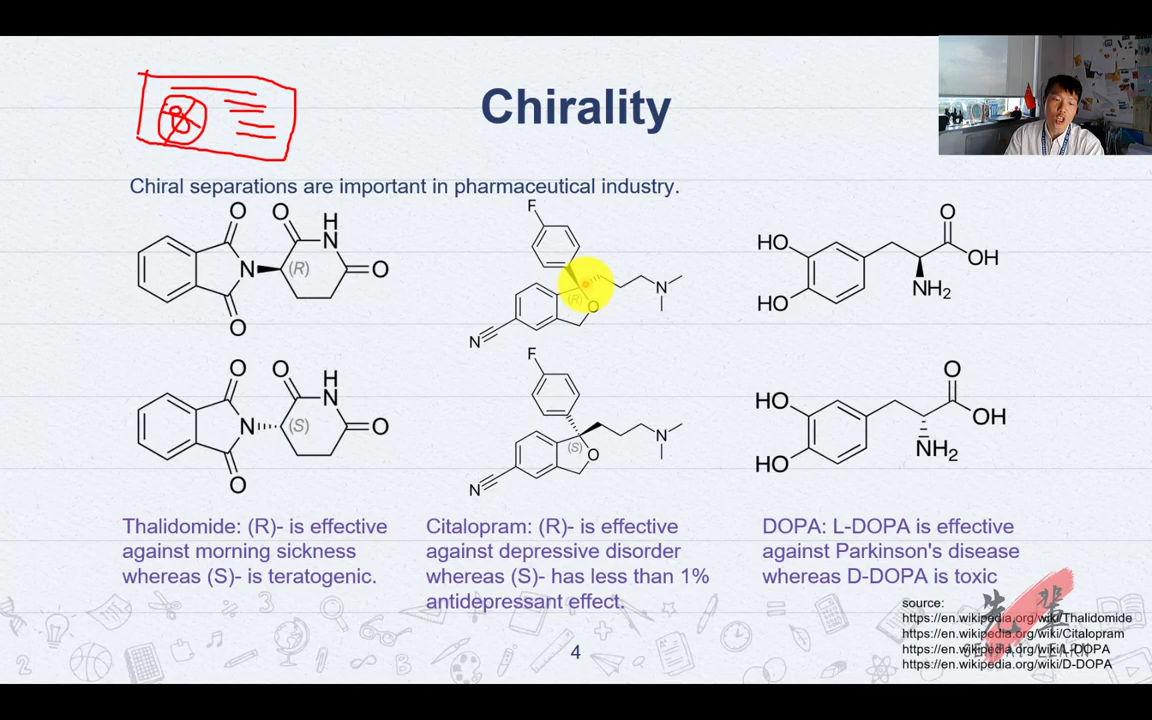 Chirality
Chiral separations are important in pharmaceutical industry.
O
O
NH
N
(R)
O
O
F
N
(R)
O
N
O
HO
OH
HO
NH2
O
O
H
N
N
(S)
O
O
F
N
(S)
O
N
O
HO
OH
HO
NH2
Thalidomide: (R)- is effective
against morning sickness
whereas (S)- is teratogenic.
Citalopram: (R)- is effective
against depressive disorder
whereas (S)- has less than 1%
antidepressant effect.
DOPA: L-DOPA is effective
against Parkinson's disease
whereas D-DOPA is toxic
source:
https://en.wikipedia.org/wiki/Thalidomide
https://en.wikipedia.org/wiki/Citalopram
https://en.wikipedia.org/wiki/L-DOPA
https://en.wikipedia.org/wiki/D-DOPA
先輩
4